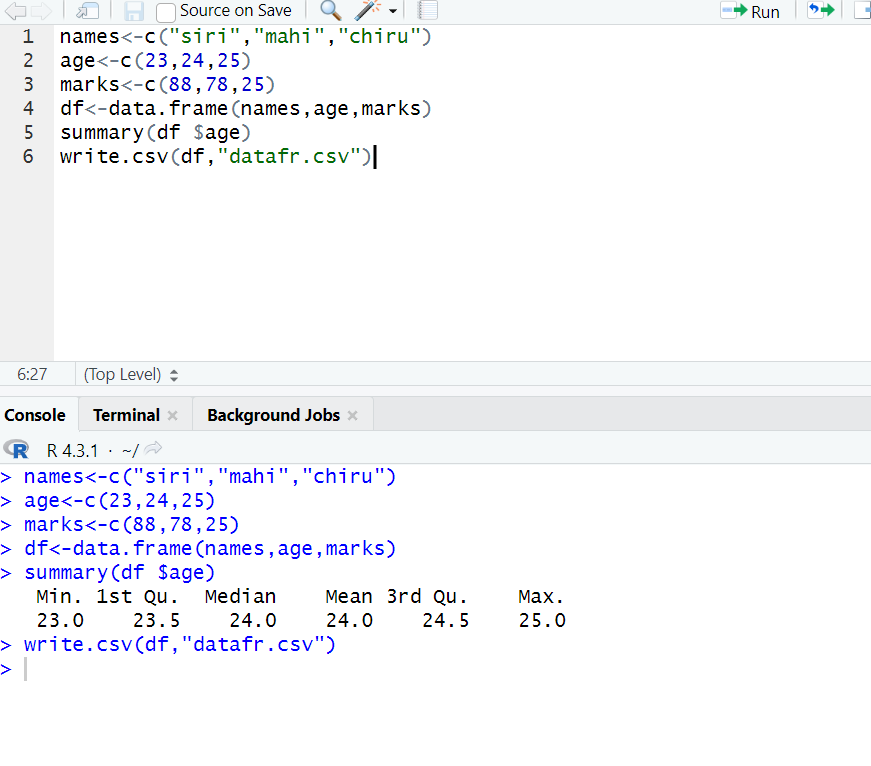 Source on Save Run
1 names<-c("siri","mahi","chiru")
2 age<-c(23,24,25)
3 marks<-c(88,78,25)
4 df<-data.frame(names,age,marks)
5 summary(df $age)
6 write.csv(df,"datafr.csv")
6:27 (Top Level)
Console Terminal × Background Jobs ×
R R 4.3.1 · ~/
> names<-c("siri","mahi","chiru")
> age<-c(23,24,25)
> marks<-c(88,78,25)
> df<-data.frame(names,age,marks)
> summary(df $age)
Min. 1st Qu. Median Mean 3rd Qu. Max.
23.0 23.5 24.0 24.0 24.5 25.0
> write.csv(df,"datafr.csv")
>